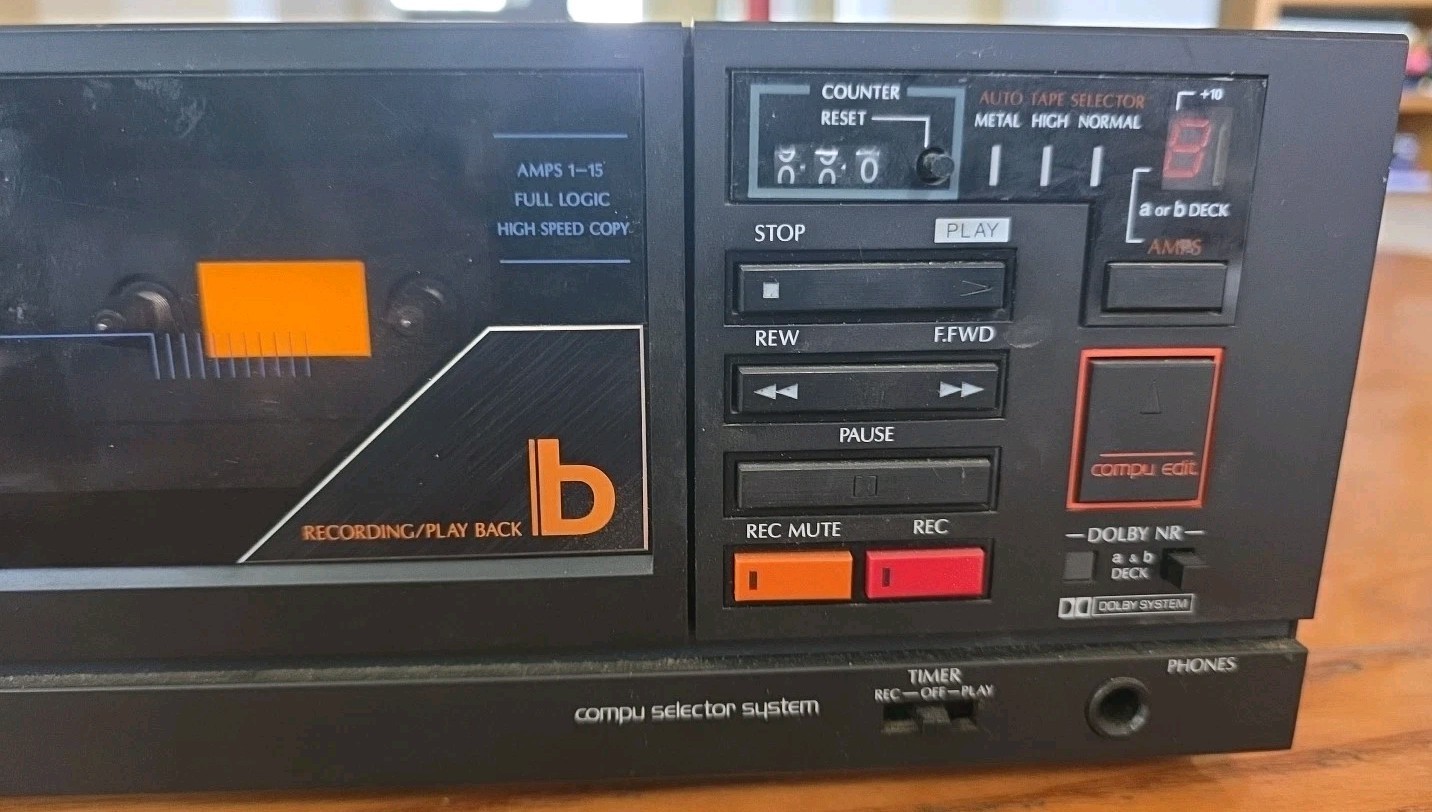 AMPS 1–15
FULL LOGIC
HIGH SPEED COPY
RECORDING/PLAY BACK b
COUNTER
RESET
0
AUTO TAPE SELECTOR
METAL HIGH NORMAL
+10
8
a or b DECK
AMPS
STOP PLAY
REW F.FWD
PAUSE
REC MUTE REC
compu edit
DOLBY NR
a & b
DECK
DOLBY SYSTEM
compu selector system
TIMER
REC–OFF–PLAY
PHONES